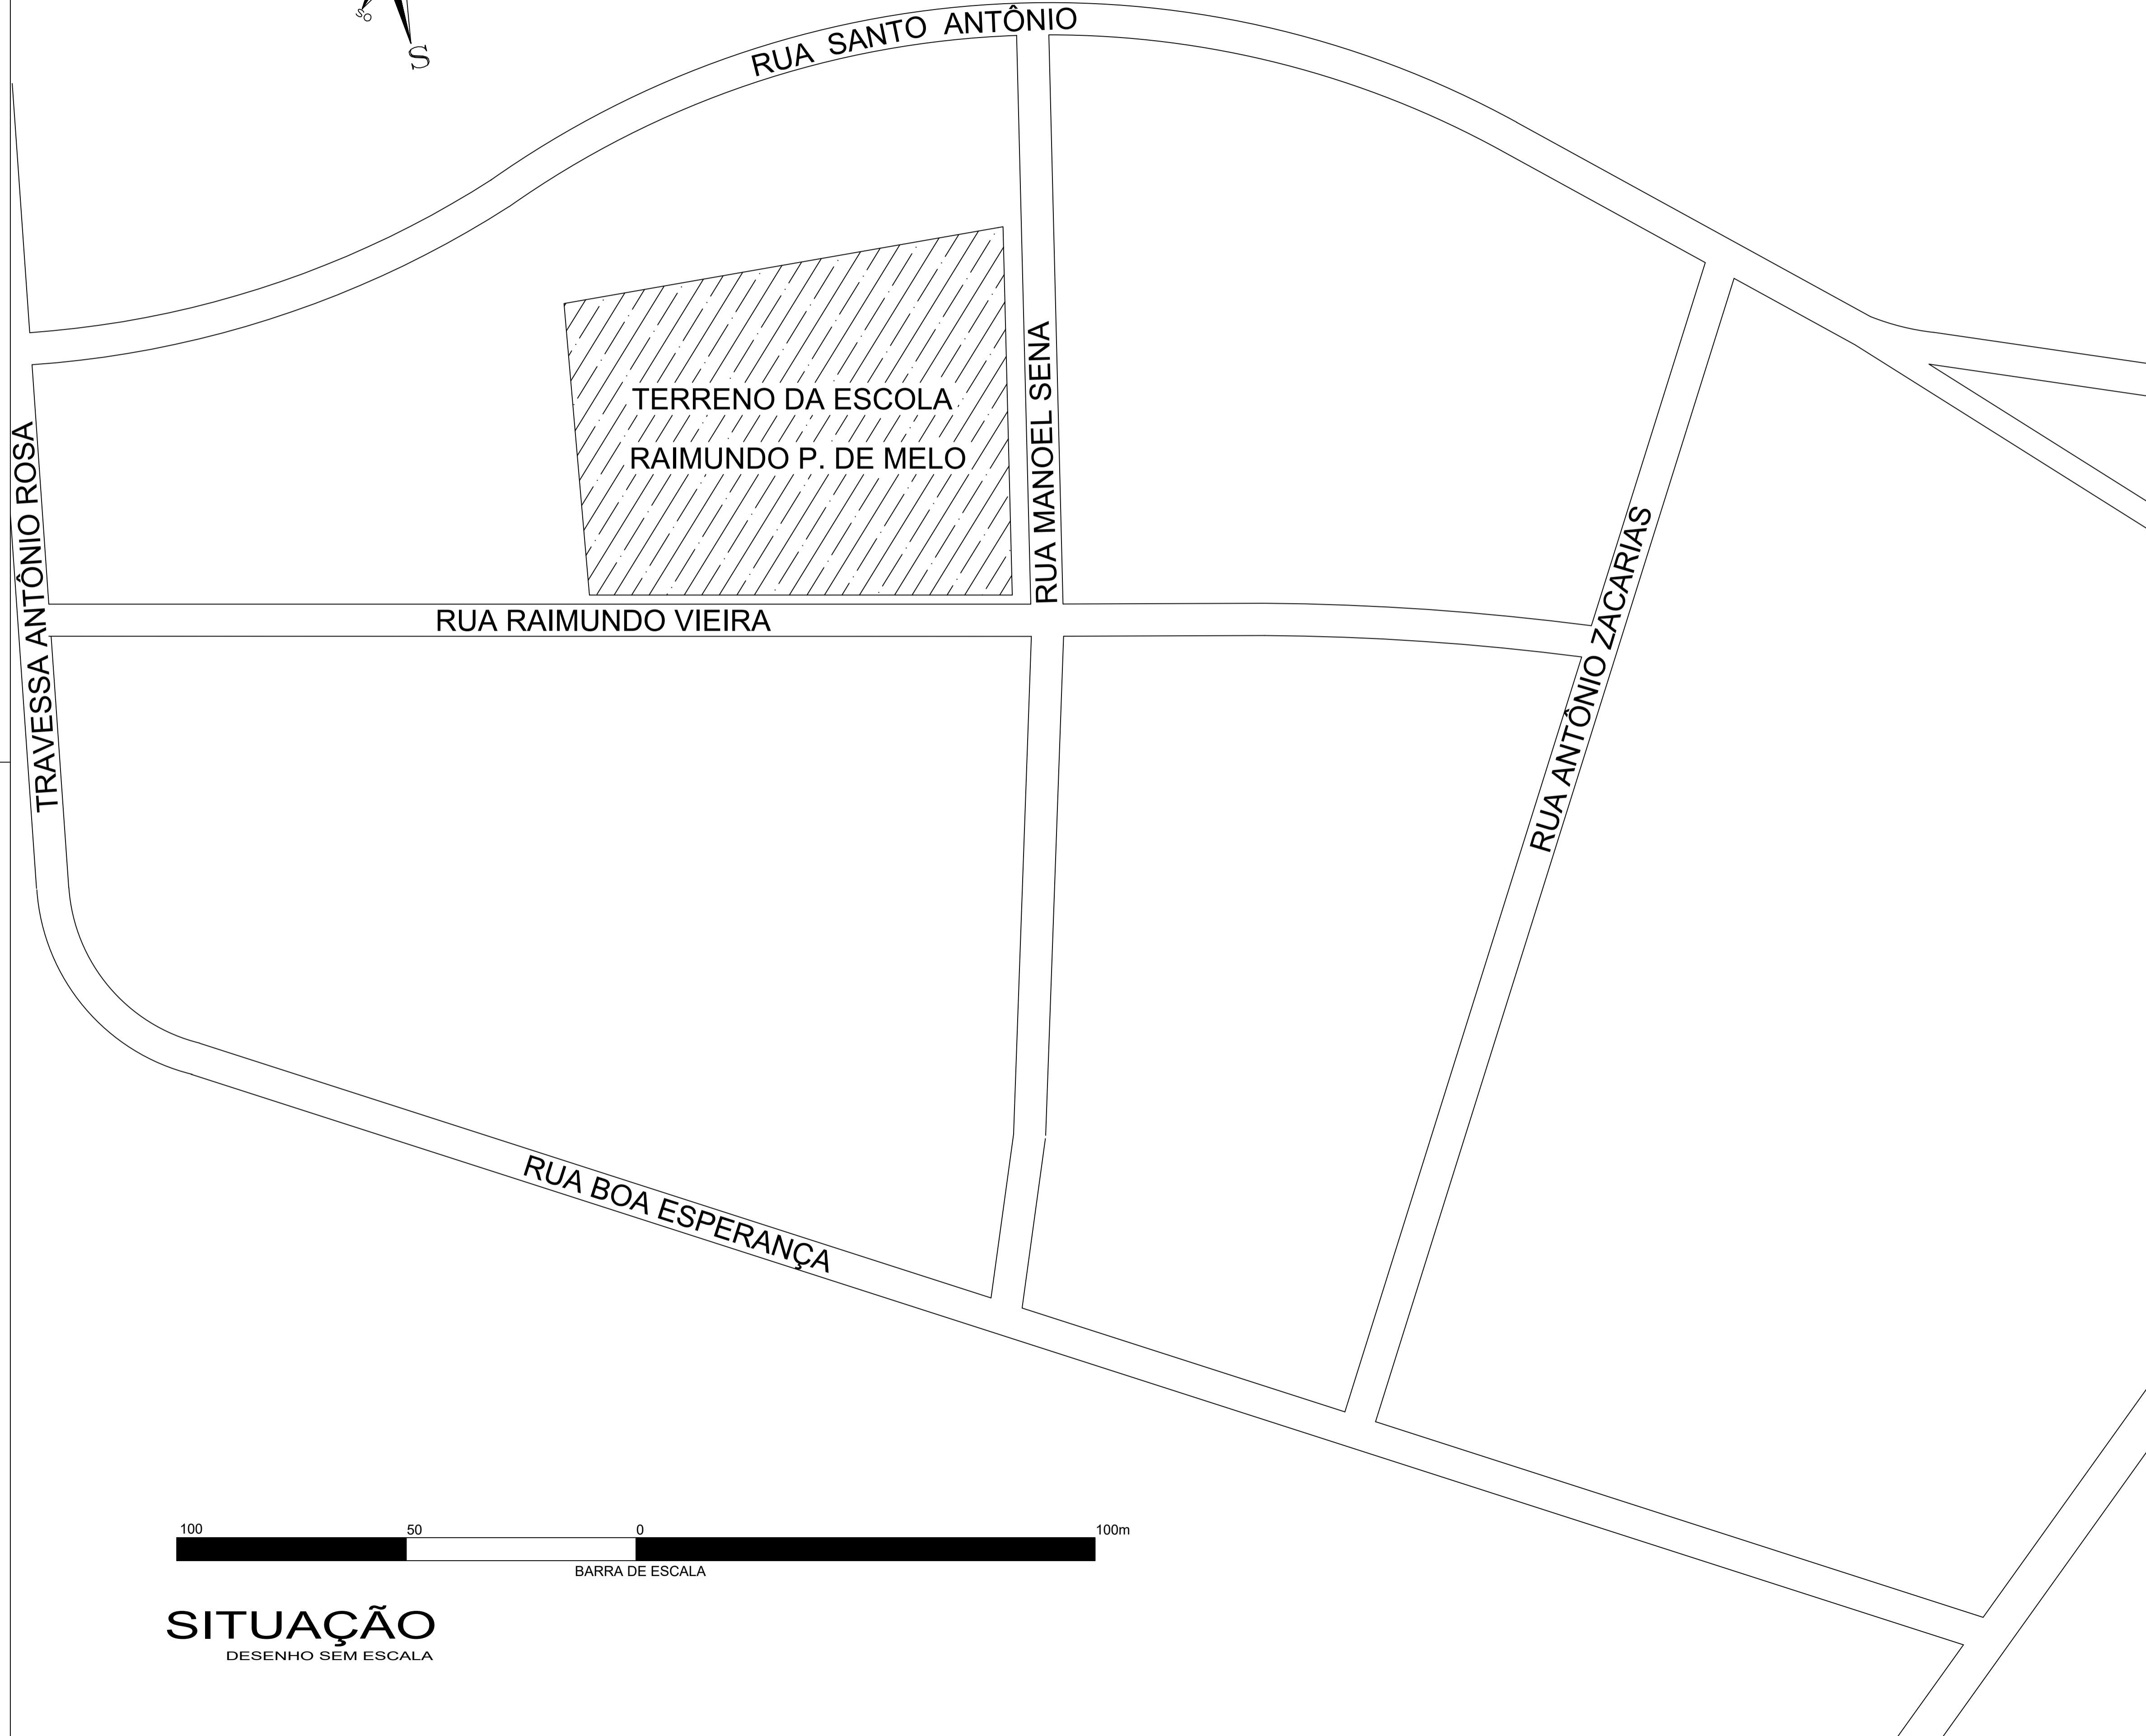 SO
S
RUA SANTO ANTÔNIO
TERRENO DA ESCOLA
RAIMUNDO P. DE MELO
RUA MANOEL SENA
TRAVESSA ANTÔNIO ROSA
RUA RAIMUNDO VIEIRA
RUA ANTÔNIO ZACARIAS
RUA BOA ESPERANÇA
100 50 0 100m
BARRA DE ESCALA
SITUAÇÃO
DESENHO SEM ESCALA